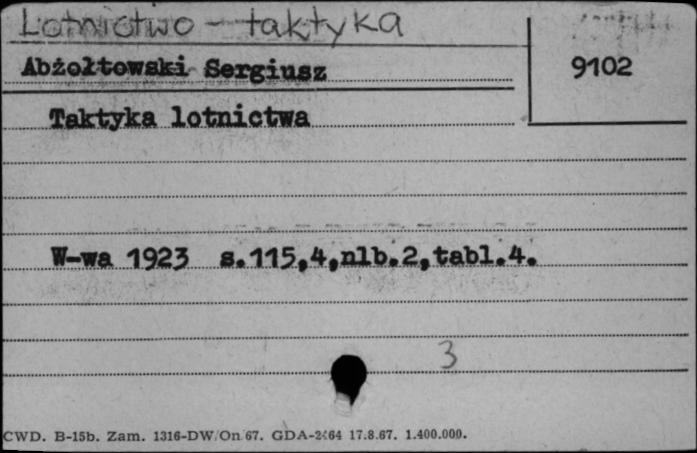 Lotnictwo - taktyka
Abżołtowski Sergiusz
9102
Taktyka lotnictwa
W-wa 1923 s.115,4,nlb.2,tabl.4.
3
CWD. B-15b. Zam. 1316-DW/On 67. GDA-2464 17.8.67. 1.400.000.